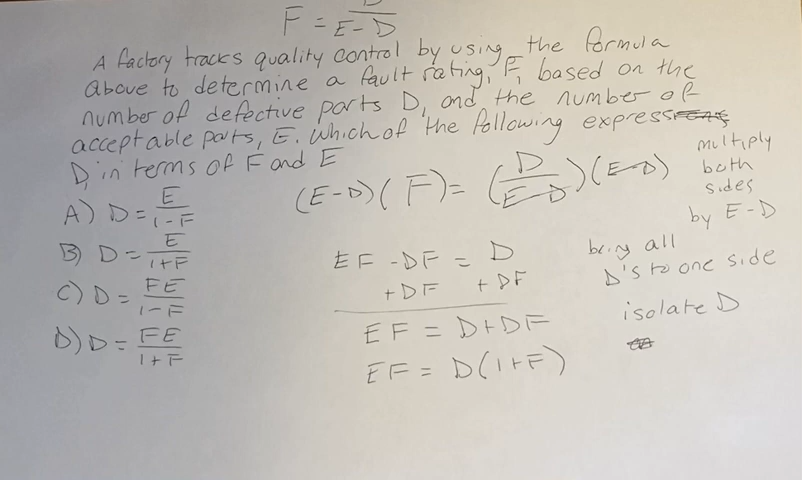 F = D/(E-D)
A factory tracks quality control by using the formula
above to determine a fault rating, F, based on the
number of defective parts D, and the number of
acceptable parts, E. Which of the following express
D, in terms of F and E
A) D = E/(1-F)
B) D = E/(1+F)
C) D = FE/(1-F)
D) D = FE/(1+F)
(E-D)(F) = (D/(E-D))(E-D)
multiply
both
sides
by E-D
EF -DF = D
+DF +DF
bring all
D's to one side
EF = D+DF
isolate D
EF = D(1+F)